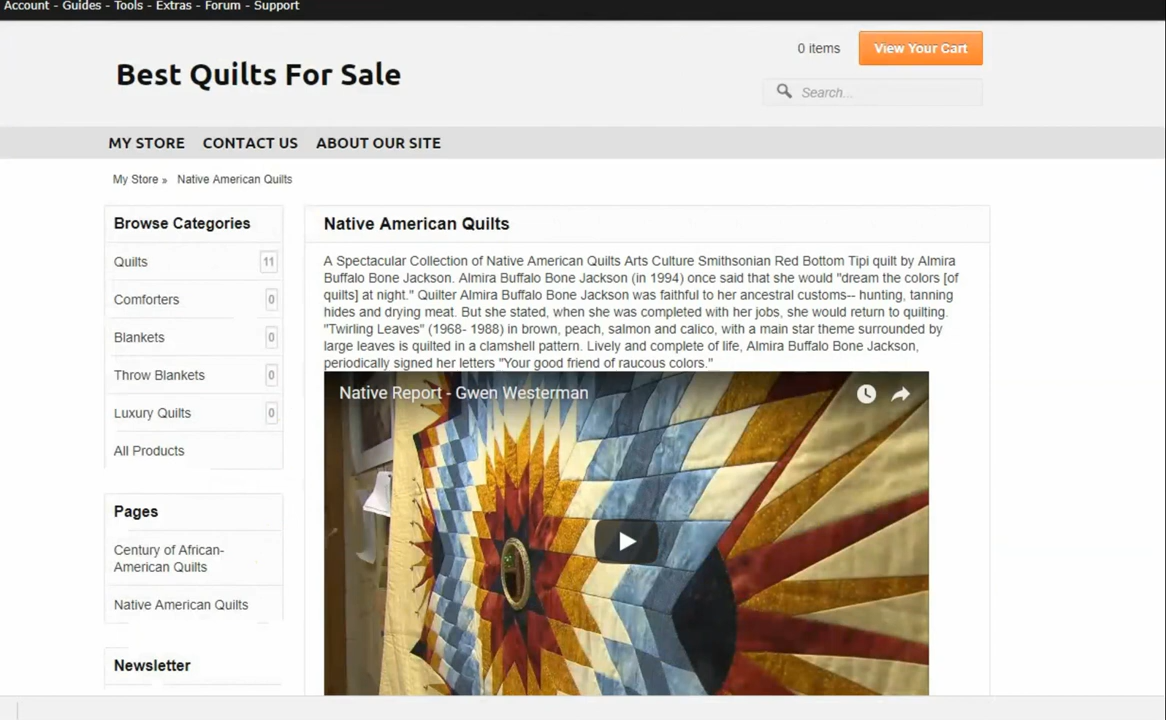 Account - Guides - Tools - Extras - Forum - Support
Best Quilts For Sale
0 items
View Your Cart
Search...
MY STORE
CONTACT US
ABOUT OUR SITE
My Store »
Native American Quilts
Browse Categories
Quilts
11
Comforters
0
Blankets
0
Throw Blankets
0
Luxury Quilts
0
All Products
Pages
Century of African-
American Quilts
Native American Quilts
Newsletter
Native American Quilts
A Spectacular Collection of Native American Quilts Arts Culture Smithsonian Red Bottom Tipi quilt by Almira
Buffalo Bone Jackson. Almira Buffalo Bone Jackson (in 1994) once said that she would "dream the colors [of
quilts] at night." Quilter Almira Buffalo Bone Jackson was faithful to her ancestral customs-- hunting, tanning
hides and drying meat. But she stated, when she was completed with her jobs, she would return to quilting.
"Twirling Leaves" (1968- 1988) in brown, peach, salmon and calico, with a main star theme surrounded by
large leaves is quilted in a clamshell pattern. Lively and complete of life, Almira Buffalo Bone Jackson,
periodically signed her letters "Your good friend of raucous colors."
Native Report - Gwen Westerman